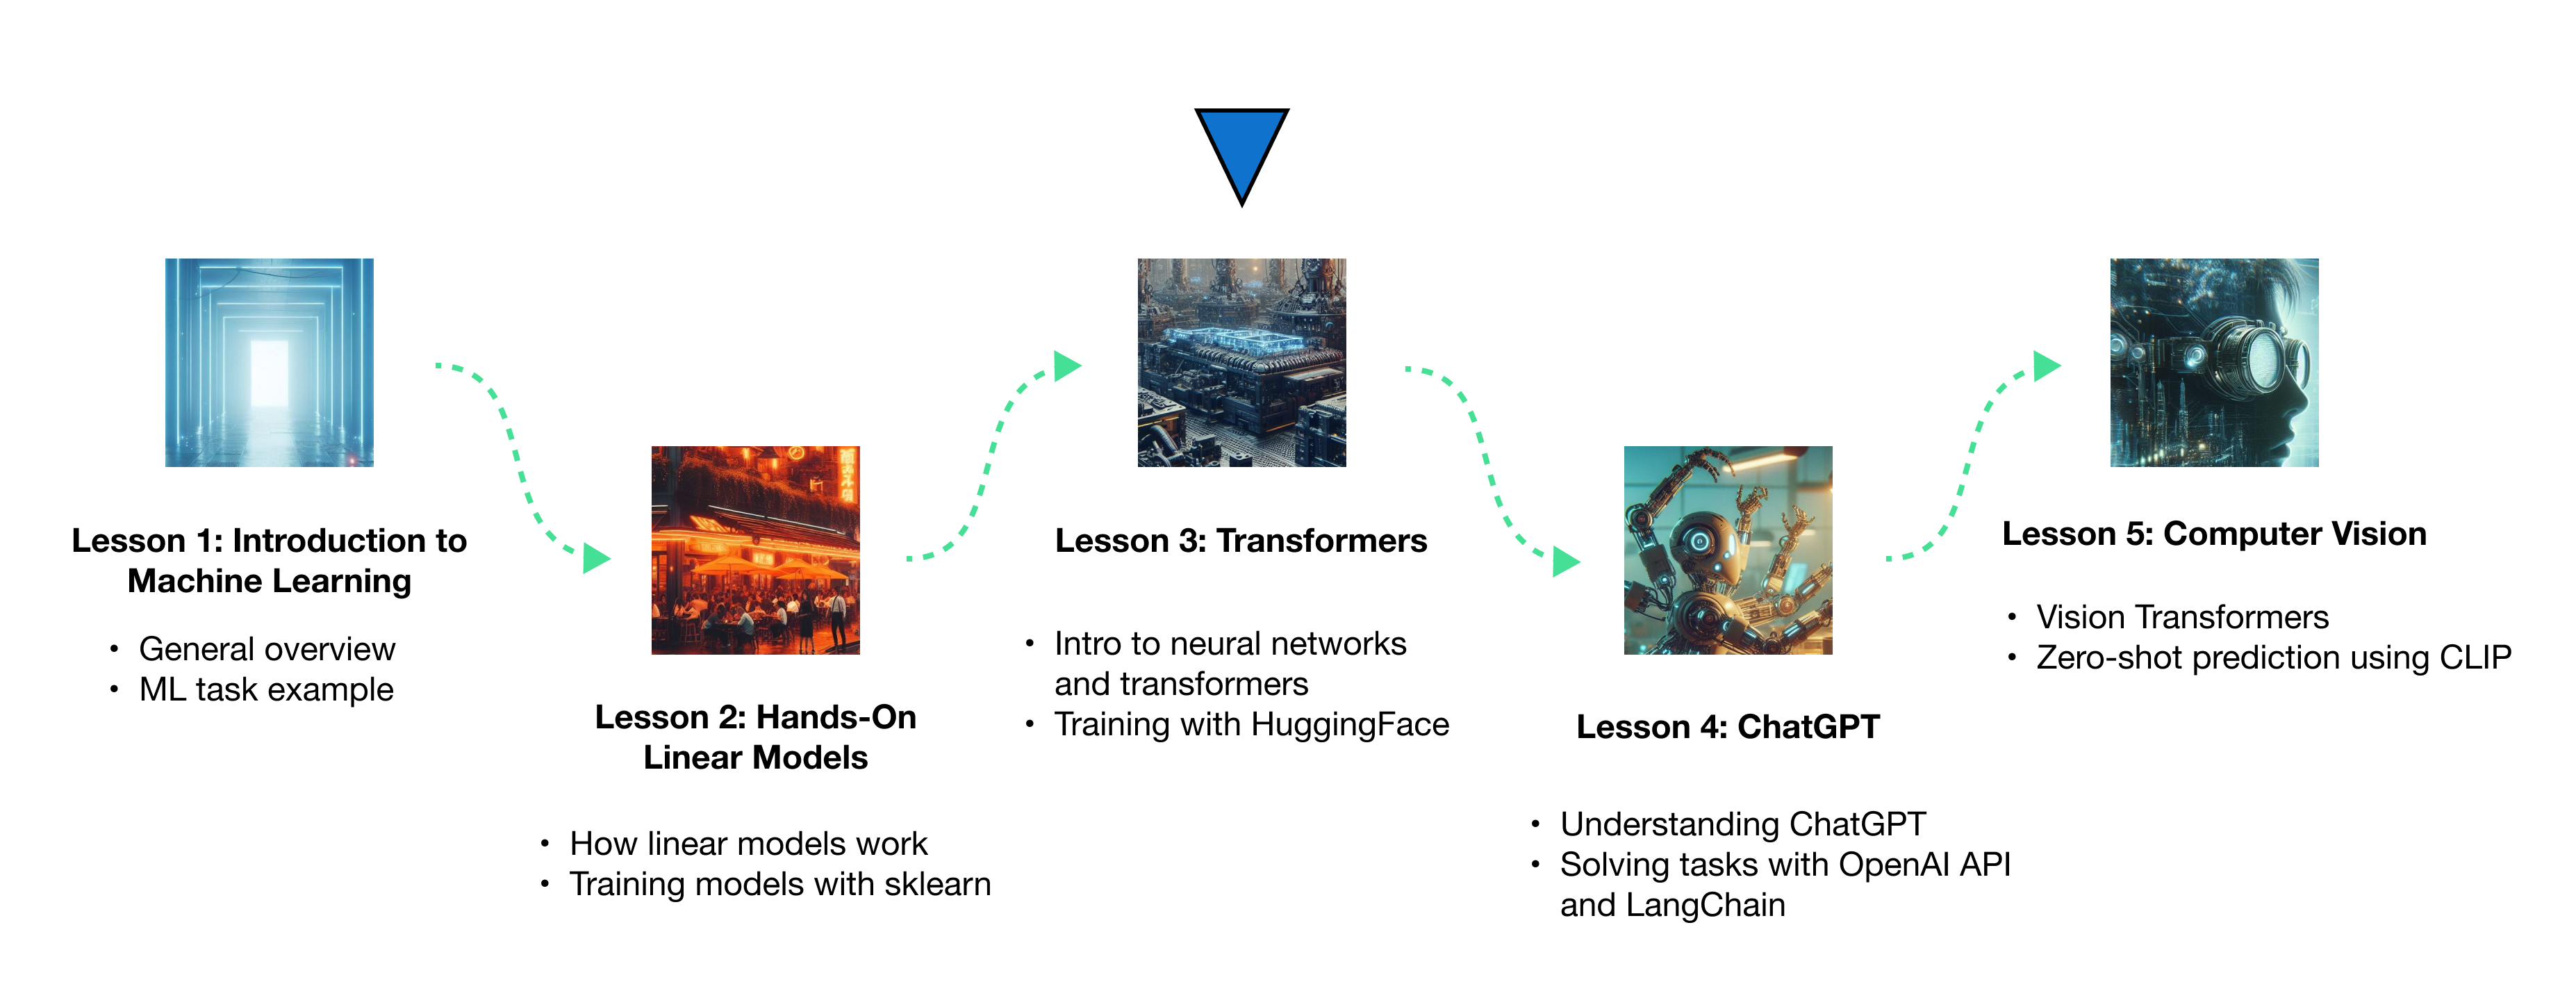 Lesson 1: Introduction to
Machine Learning
• General overview
• ML task example
Lesson 2: Hands-On
Linear Models
• How linear models work
• Training models with sklearn
Lesson 3: Transformers
• Intro to neural networks
and transformers
• Training with HuggingFace
Lesson 4: ChatGPT
• Understanding ChatGPT
• Solving tasks with OpenAI API
and LangChain
Lesson 5: Computer Vision
• Vision Transformers
• Zero-shot prediction using CLIP